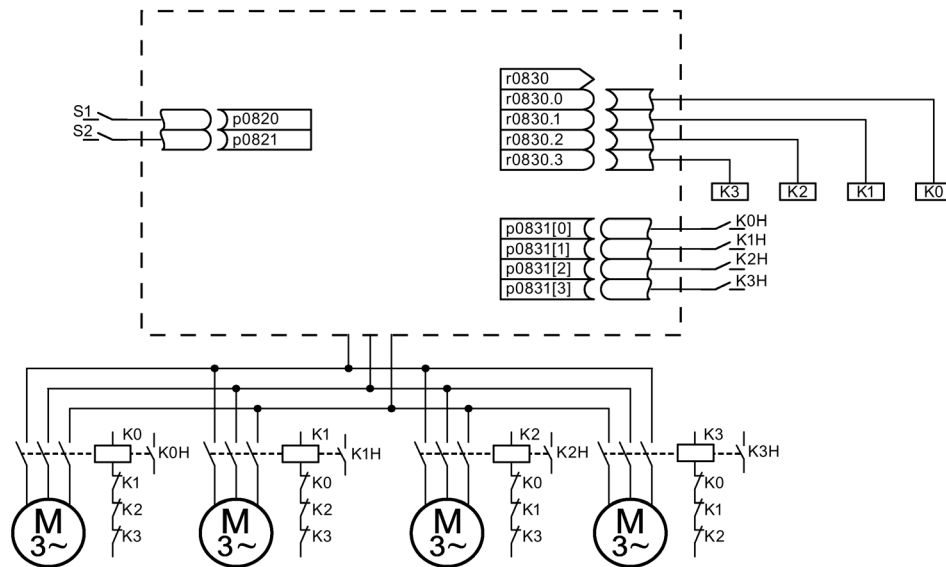 r0830
S1 p0820 r0830.0
S2 p0821 r0830.1
r0830.2
r0830.3
K3 K2 K1 K0
p0831[0] K0H
p0831[1] K1H
p0831[2] K2H
p0831[3] K3H
K0 K1 K2 K3
K0H K1H K2H K3H
K1 K0 K0 K0
K2 K2 K1 K1
K3 K3 K3 K2
M M M M
3~ 3~ 3~ 3~